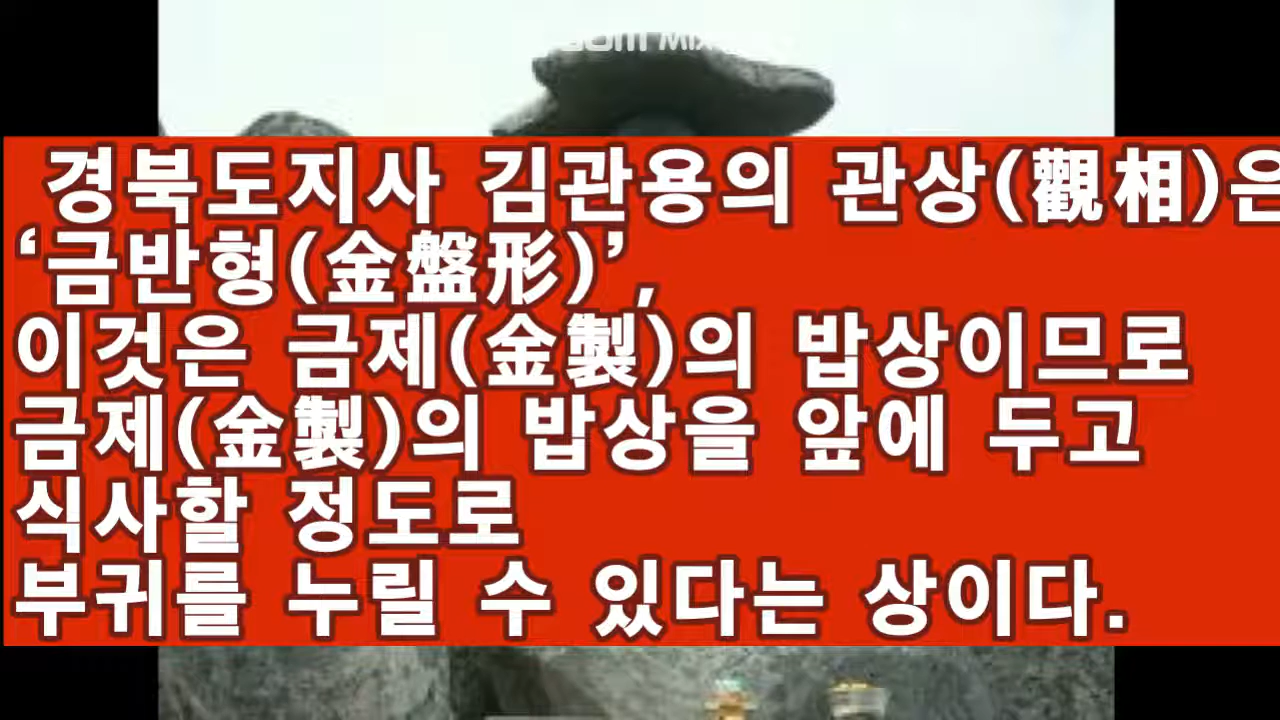 경북도지사 김관용의 관상(觀相)은
‘금반형(金盤形)’,
이것은 금제(金製)의 밥상이므로
금제(金製)의 밥상을 앞에 두고
식사할 정도로
부귀를 누릴 수 있다는 상이다.